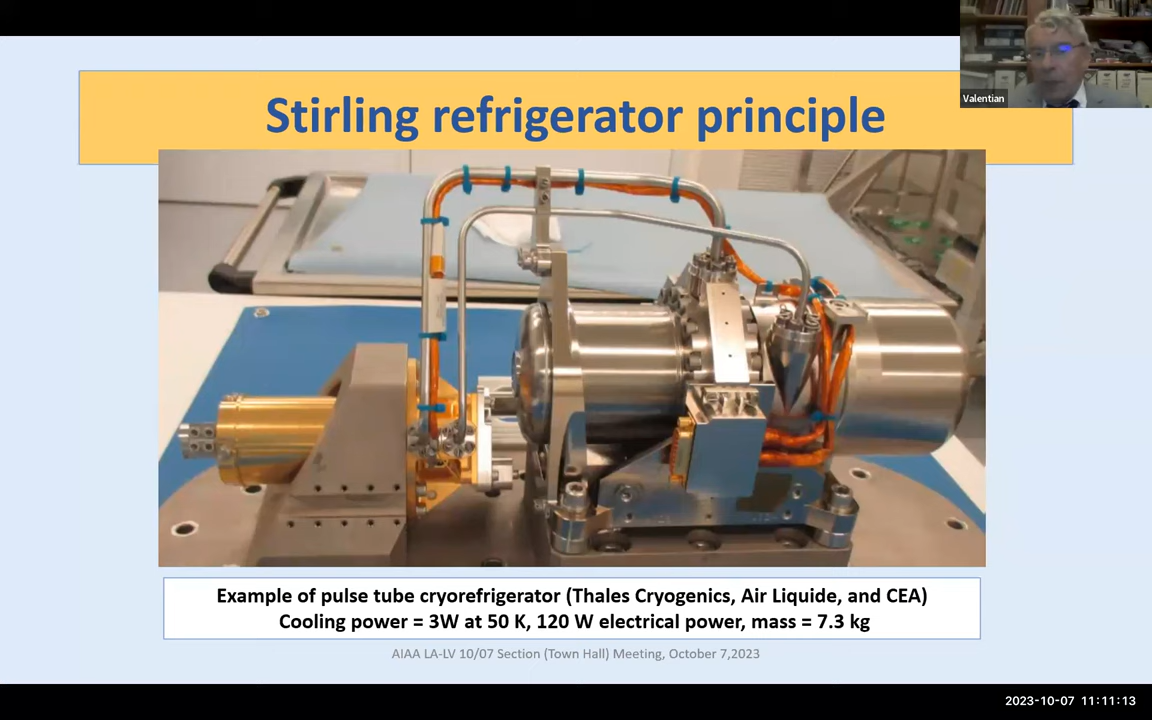 Valentian
Stirling refrigerator principle
Example of pulse tube cryorefrigerator (Thales Cryogenics, Air Liquide, and CEA)
Cooling power = 3W at 50 K, 120 W electrical power, mass = 7.3 kg
AIAA LA-LV 10/07 Section (Town Hall) Meeting, October 7,2023
2023-10-07 11:11:13